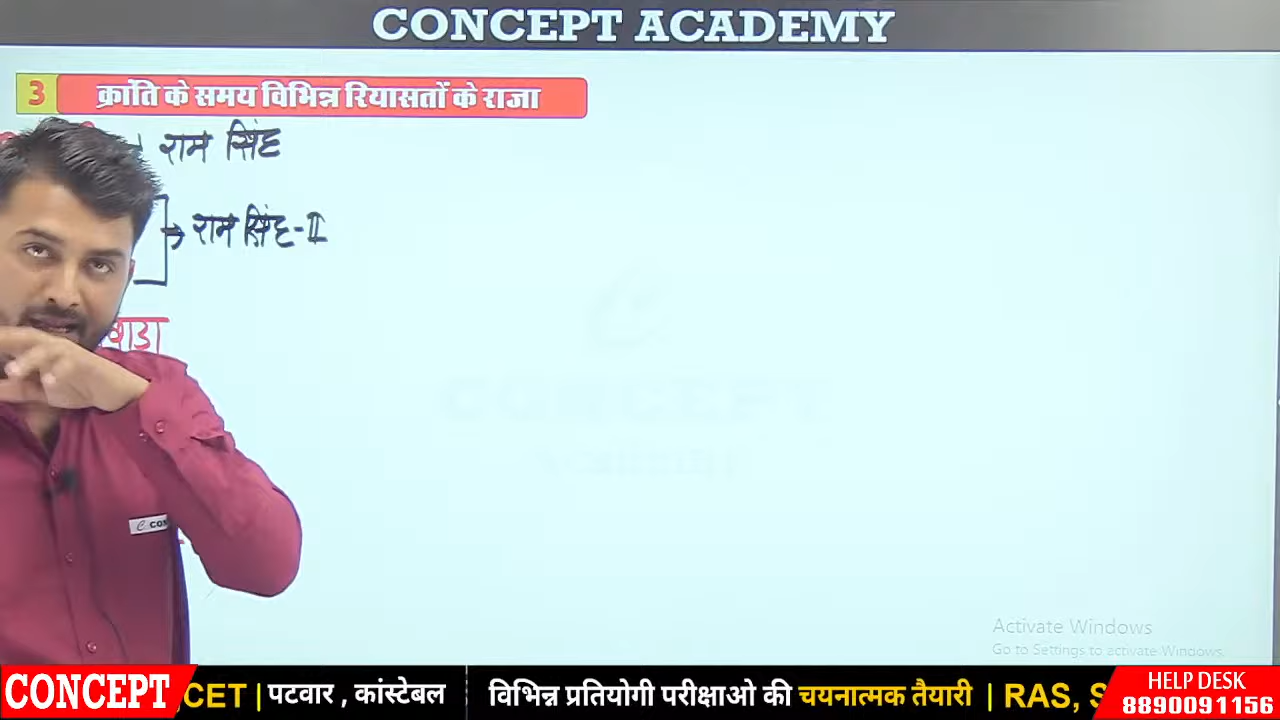 CONCEPT ACADEMY
3 क्रांति के समय विभिन्न रियासतों के राजा
राम सिंह
→ राम सिंह-II
वाडा
CONCEPT
Activate Windows
Go to Settings to activate Windows.
CONCEPT CET | पटवार , कांस्टेबल विभिन्न प्रतियोगी परीक्षाओ की चयनात्मक तैयारी | RAS, S
HELP DESK
8890091156